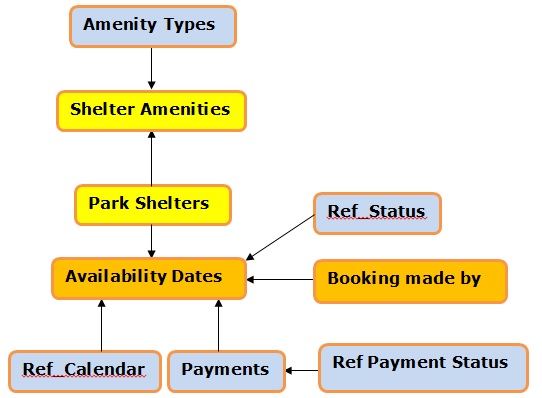 Amenity Types
Shelter Amenities
Park Shelters
Ref_Status
Availability Dates
Booking made by
Ref_Calendar
Payments
Ref Payment Status